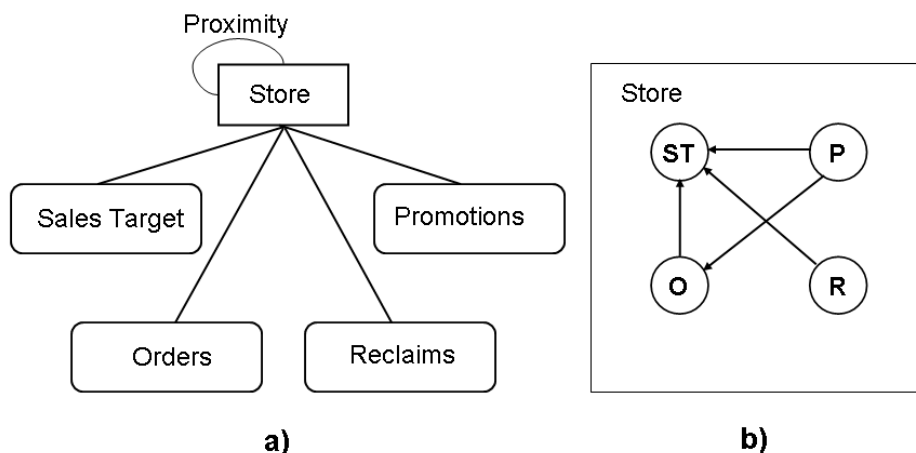 Proximity
Store
Sales Target
Promotions
Orders
Reclaims
a)
Store
ST
P
O
R
b)